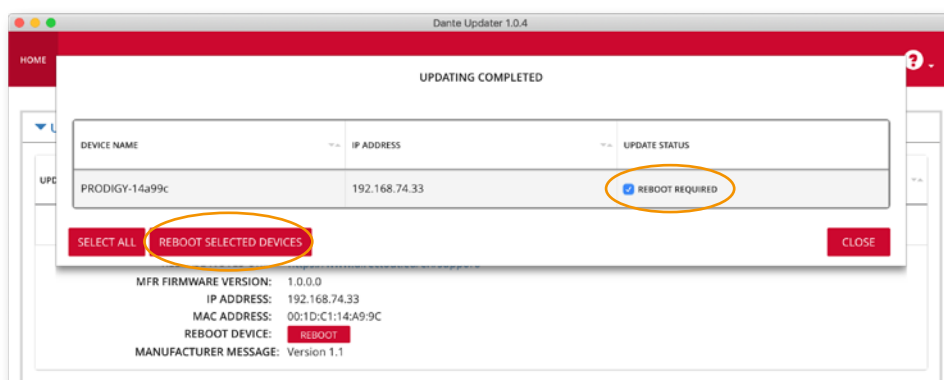 Dante Updater 1.0.4
HOME
?
UPDATING COMPLETED
DEVICE NAME IP ADDRESS UPDATE STATUS
UPD
PRODIGY-14a99c 192.168.74.33 REBOOT REQUIRED
SELECT ALL REBOOT SELECTED DEVICES CLOSE
MFR FIRMWARE VERSION: 1.0.0.0
IP ADDRESS: 192.168.74.33
MAC ADDRESS: 00:1D:C1:14:A9:9C
REBOOT DEVICE: REBOOT
MANUFACTURER MESSAGE: Version 1.1